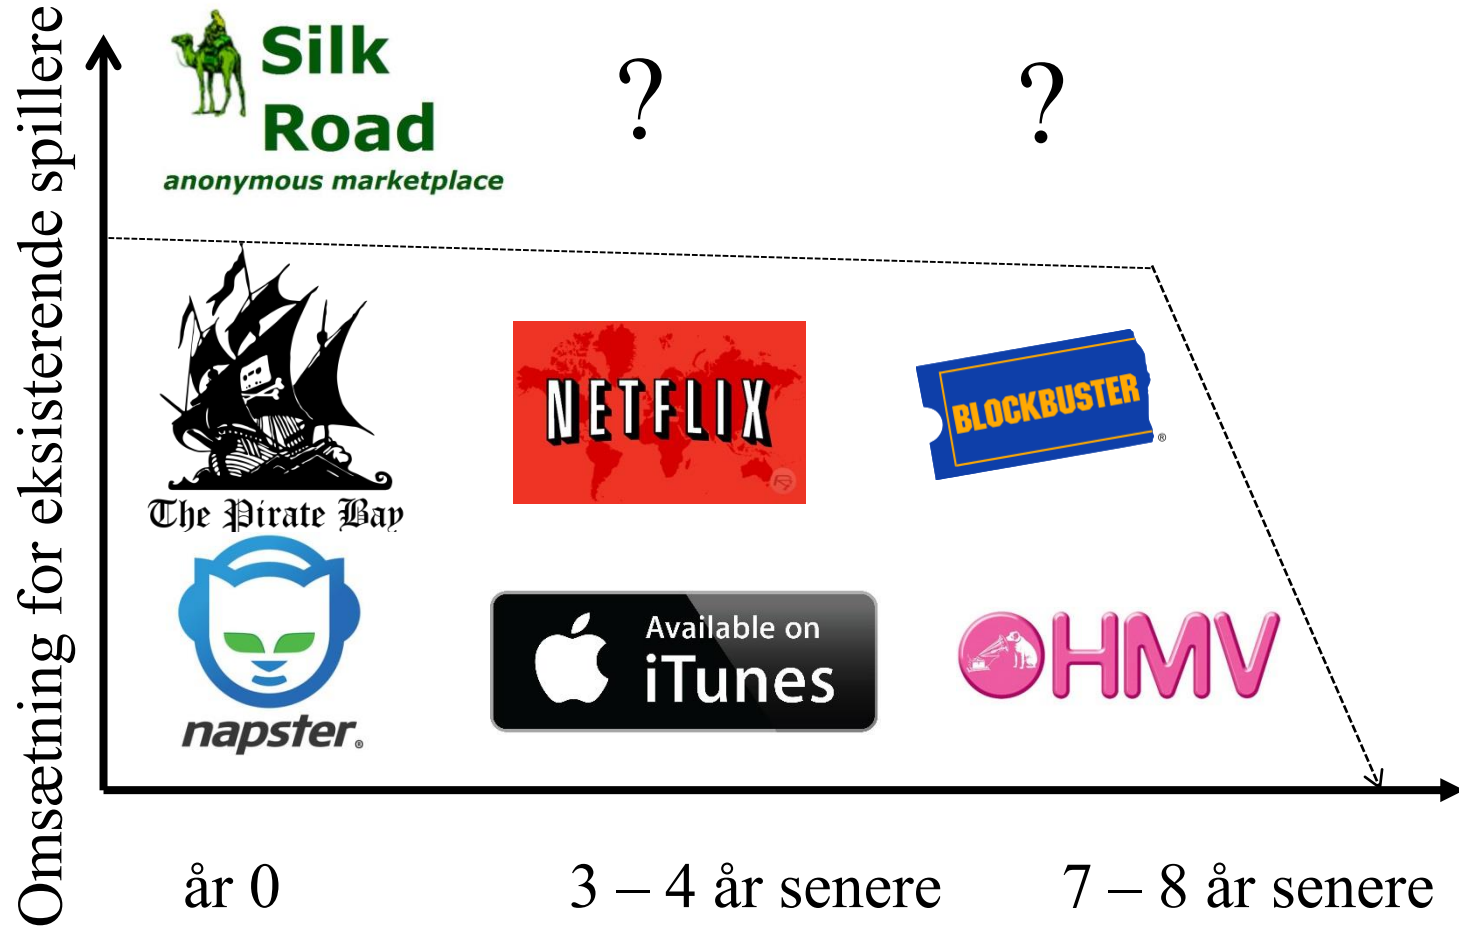 Omsætning for eksisterende spillere
Silk
Road
anonymous marketplace
?
?
The Pirate Bay
NETFLIX
BLOCKBUSTER
®
napster®
Available on
iTunes
HMV
år 0
3 – 4 år senere
7 – 8 år senere